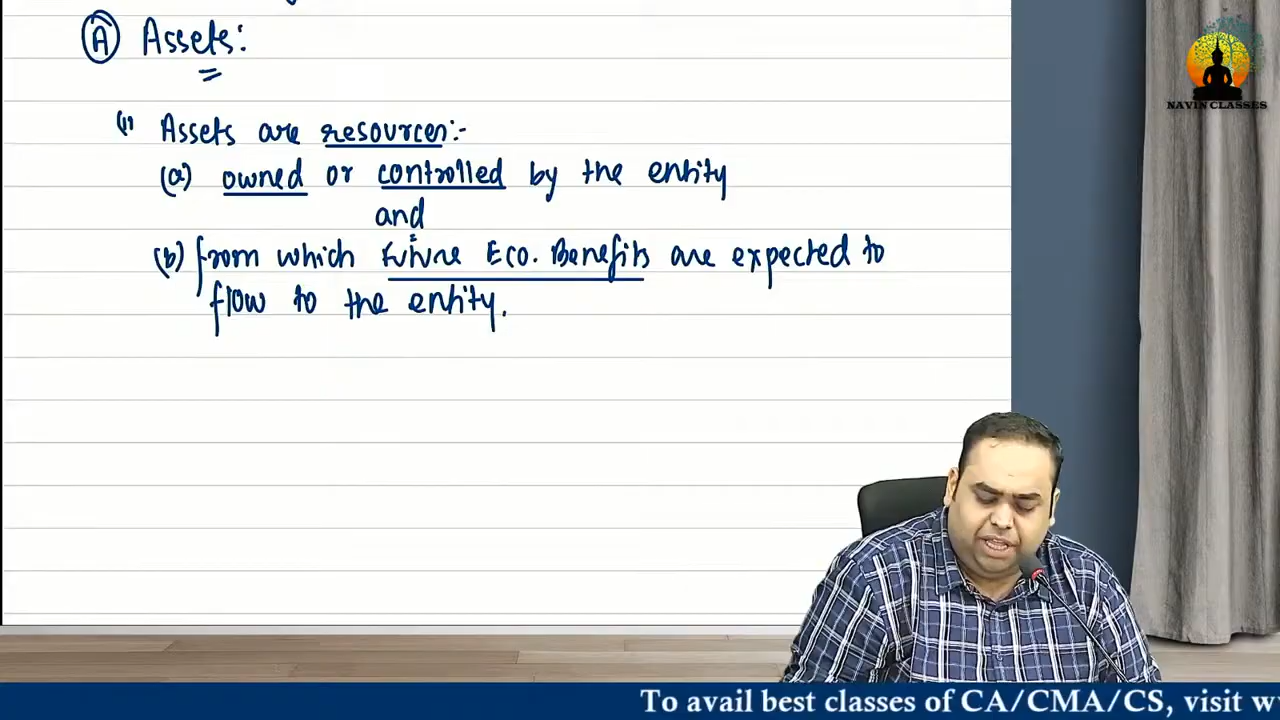 (A) Assets:
(1) Assets are resources:-
(a) owned or controlled by the entity
and
(b) from which future Eco. Benefits are expected to
flow to the entity.
NAVIN CLASSES
To avail best classes of CA/CMA/CS, visit w